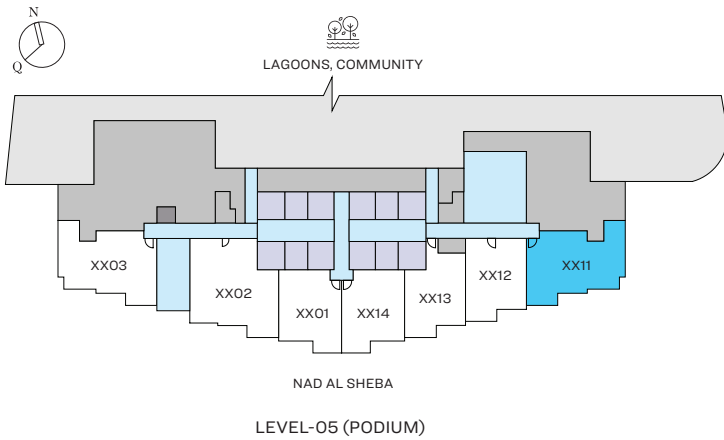 N
Q
LAGOONS, COMMUNITY
XX03
XX02
XX01
XX14
XX13
XX12
XX11
NAD AL SHEBA
LEVEL-05 (PODIUM)